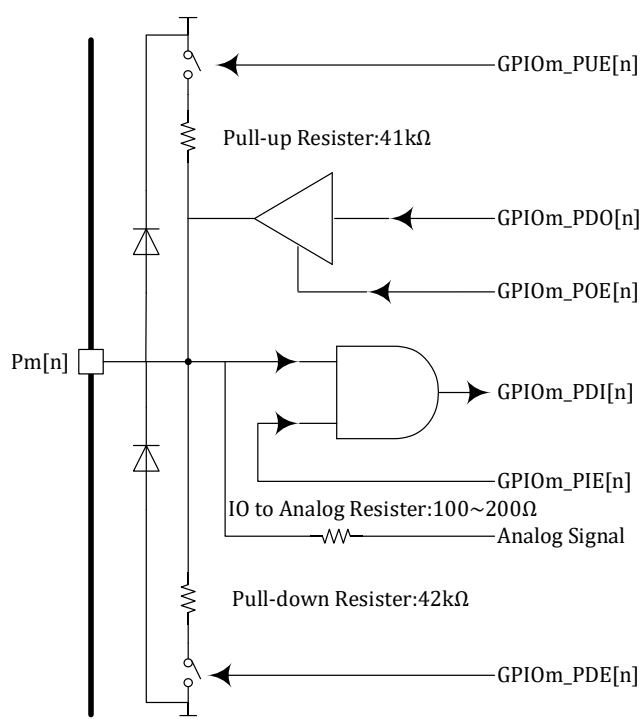 GPIOm_PUE[n]
Pull-up Resister:41kΩ
GPIOm_PDO[n]
GPIOm_POE[n]
Pm[n]
GPIOm_PDI[n]
GPIOm_PIE[n]
IO to Analog Resister:100~200Ω
Analog Signal
Pull-down Resister:42kΩ
GPIOm_PDE[n]